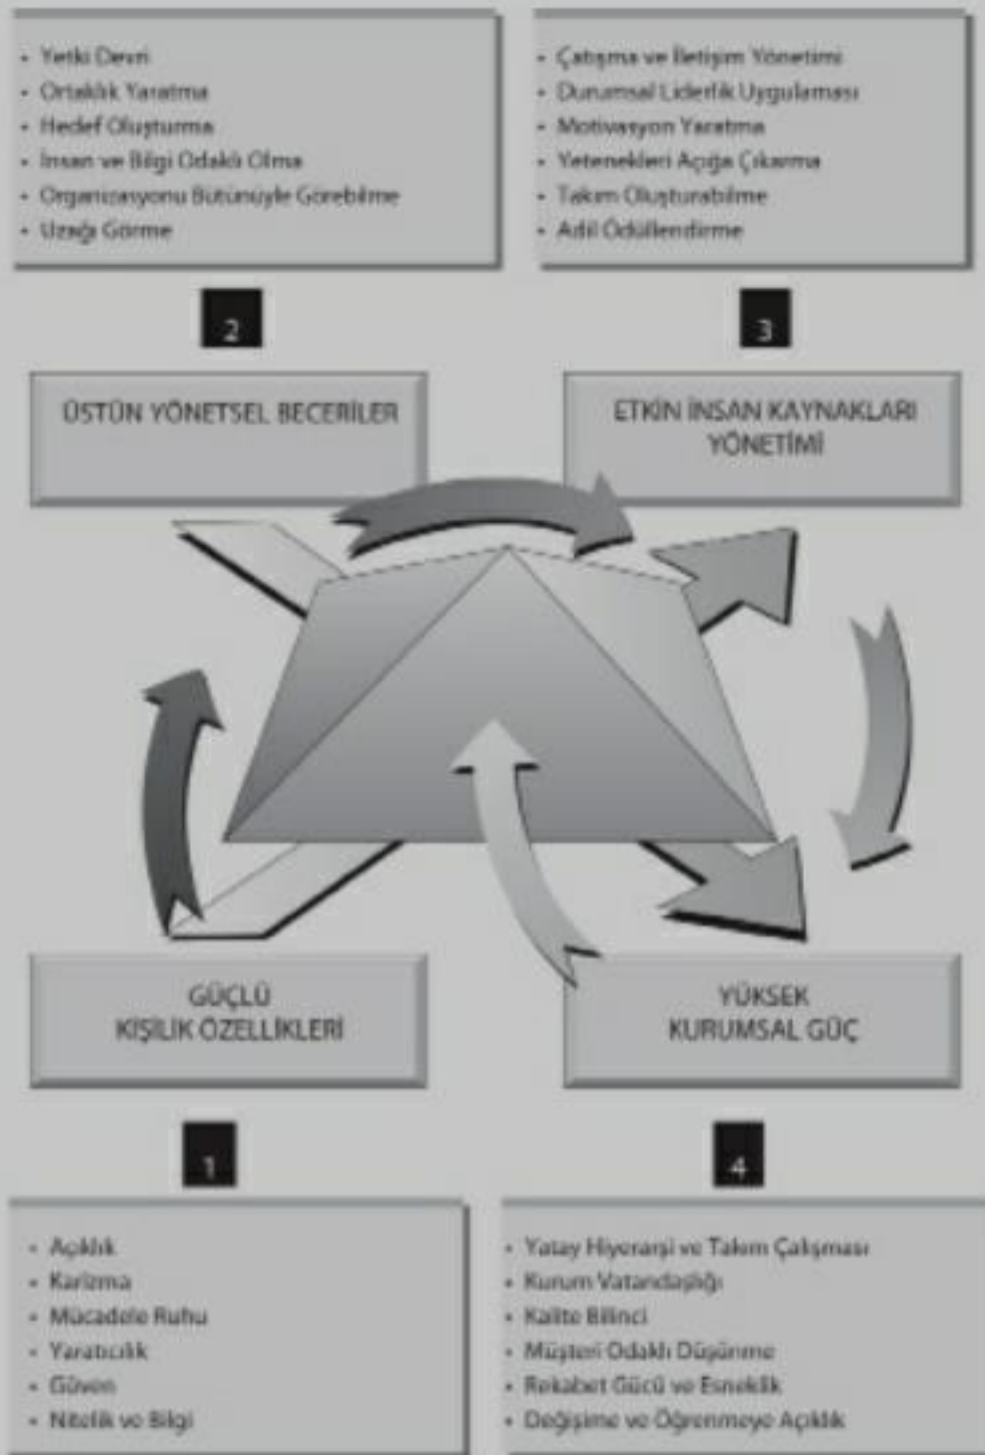 • Yetki Devri
• Ortaklık Yaratma
• Hedef Oluşturma
• İnsan ve Bilgi Odaklı Olma
• Organizasyonu Bütünüyle Görebilme
• Uzağı Görme
• Çatışma ve İletişim Yönetimi
• Durumsal Liderlik Uygulaması
• Motivasyon Yaratma
• Yetenekleri Açığa Çıkarma
• Takım Oluşturabilme
• Adil Ödüllendirme
2
3
ÜSTÜN YÖNETSEL BECERİLER
ETKİN İNSAN KAYNAKLARI
YÖNETİMİ
GÜÇLÜ
KİŞİLİK ÖZELLİKLERİ
YÜKSEK
KURUMSAL GÜÇ
1
4
• Açıklık
• Karizma
• Mücadele Ruhu
• Yaratıcılık
• Güven
• Nitelik ve Bilgi
• Yatay Hiyerarşi ve Takım Çalışması
• Kurum Vatandaşlığı
• Kalite Bilinci
• Müşteri Odaklı Düşünme
• Rekabet Gücü ve Esneklik
• Değişime ve Öğrenmeye Açıklık